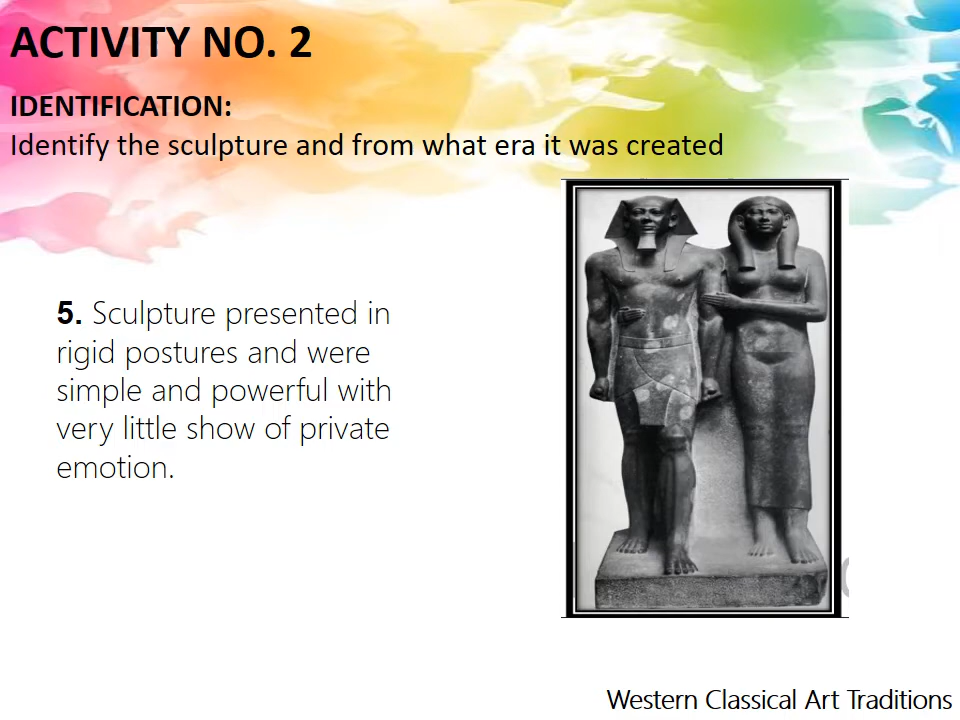 ACTIVITY NO. 2
IDENTIFICATION:
Identify the sculpture and from what era it was created
5. Sculpture presented in
rigid postures and were
simple and powerful with
very little show of private
emotion.
Western Classical Art Traditions